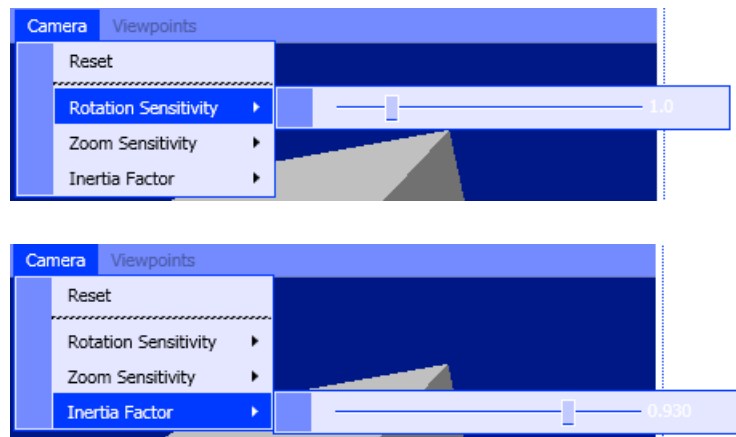 Camera Viewpoints
Reset
Rotation Sensitivity 1.0
Zoom Sensitivity
Inertia Factor
Camera Viewpoints
Reset
Rotation Sensitivity
Zoom Sensitivity
Inertia Factor 0.930